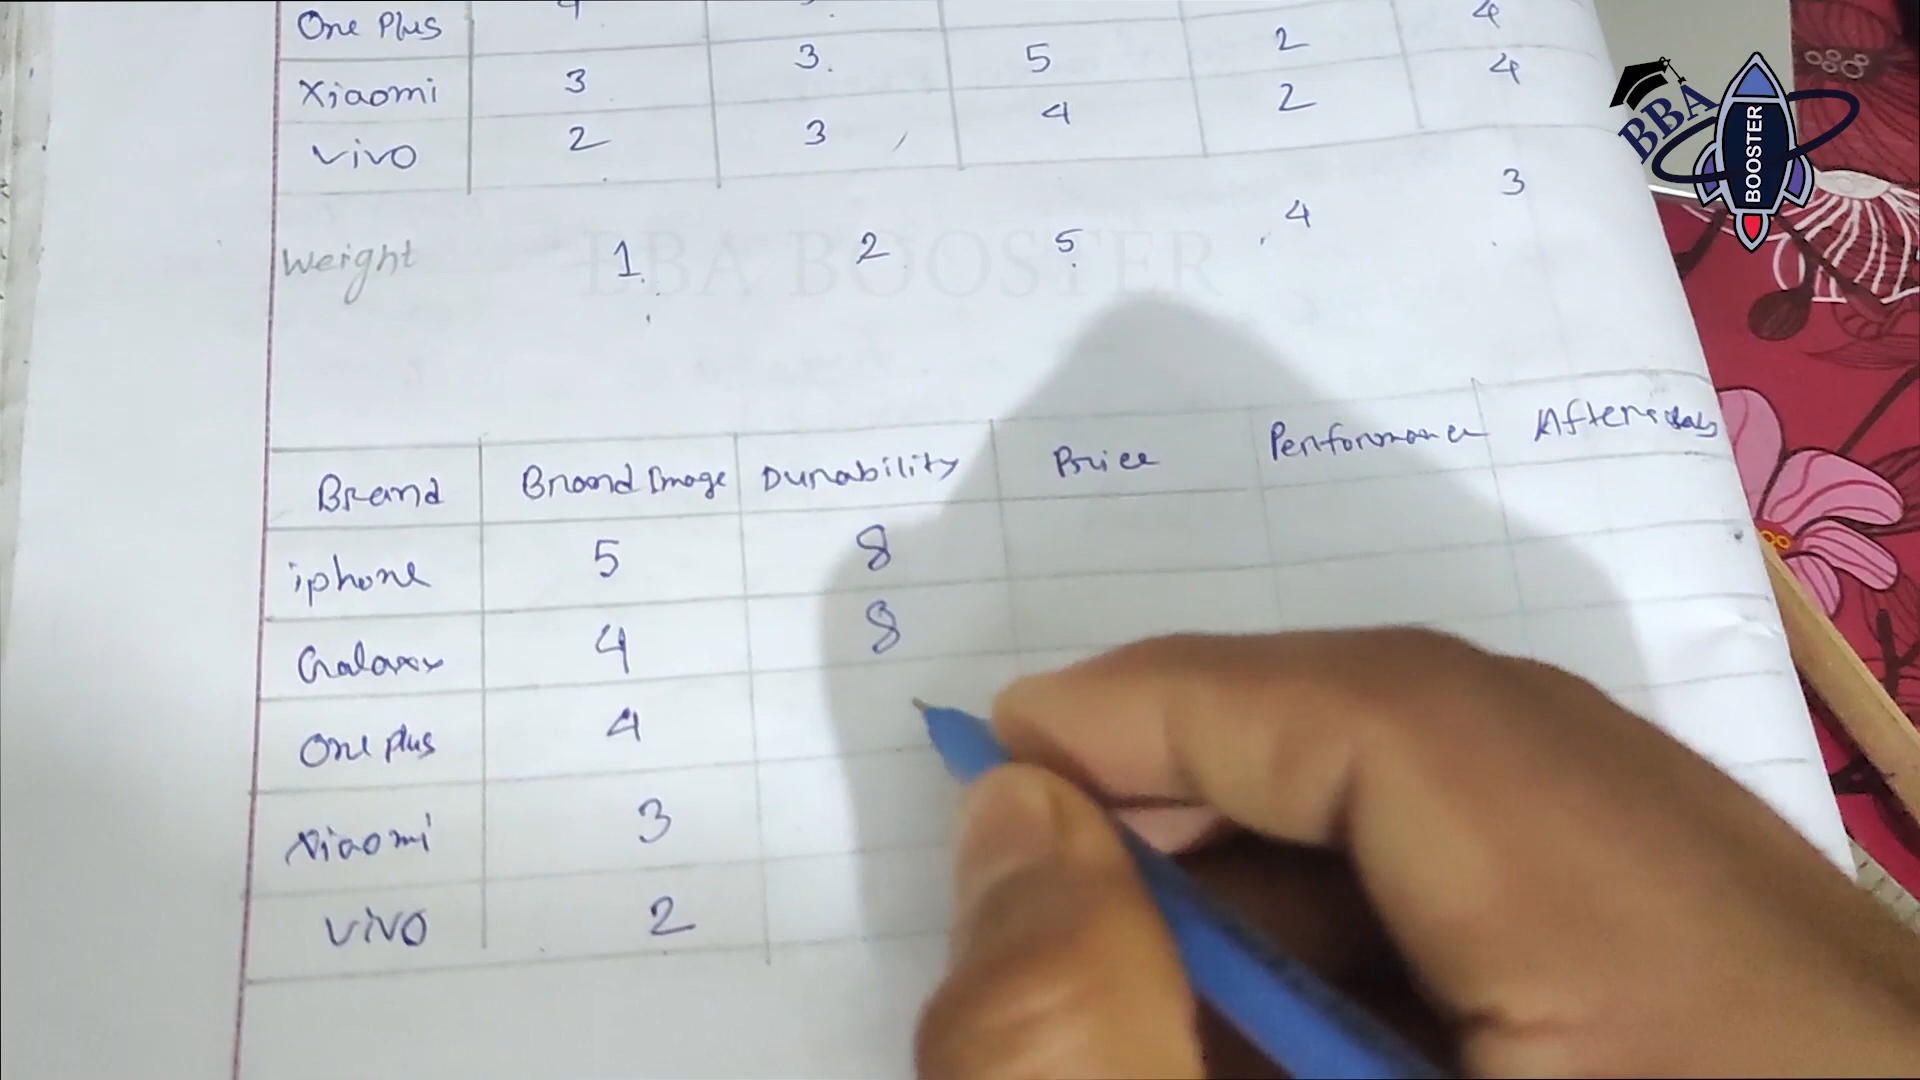 One Plus 4
Xiaomi 3 3. 5 2 4
Vivo 2 3 4 2 4
Weight 1 2 5 4 3
BBA BOOSTER
BBA BOOSTER
Brand Brand Image Durability Price Performance
iphone 5 8
Galaxy 4 8
One plus 4
Xiaomi 3
Vivo 2